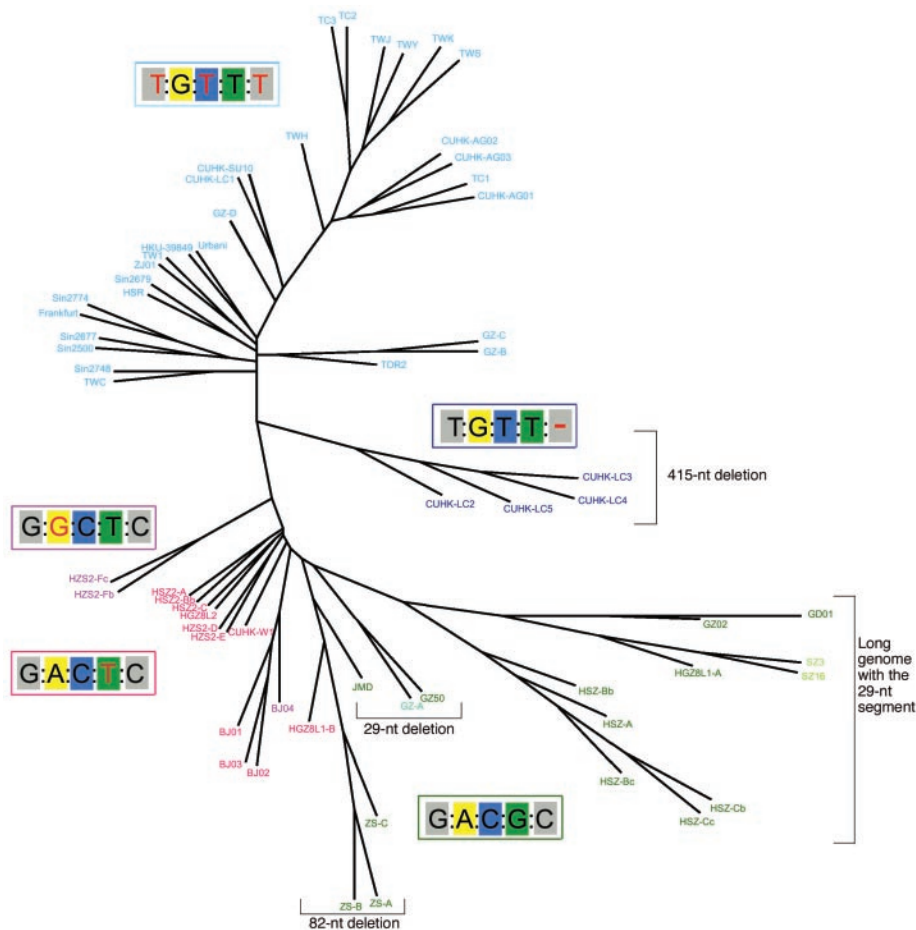 TC3
TC2
TWJ
TWY
TWK
TWS
T:G:T:T:T
TWH
CUHK-AG02
CUHK-AG03
TC1
CUHK-AG01
CUHK-SU10
CUHK-LC1
GZ-D
HKU-39849
Urbani
TW1
ZJ01
Sin2679
HSR
Sin2774
Frankfurt
Sin2677
Sin2500
Sin2748
TWC
GZ-C
GZ-B
TOR2
T:G:T:T:-
415-nt deletion
CUHK-LC3
CUHK-LC4
CUHK-LC2
CUHK-LC5
G:G:C:T:C
HZS2-Fc
HZS2-Fb
HSZ2-A
HSZ2-Bb
HSZ2-C
HGZ8L2
HZS2-D
HZS2-E
CUHK-W1
G:A:C:T:C
GD01
GZ02
SZ3
SZ16
HGZ8L1-A
Long
genome
with the
29-nt
segment
JMD
GZ50
GZ-A
29-nt deletion
HSZ-Bb
HSZ-A
BJ04
BJ01
HGZ8L1-B
BJ03
BJ02
HSZ-Bc
HSZ-Cb
HSZ-Cc
G:A:C:G:C
ZS-C
ZS-B
ZS-A
82-nt deletion